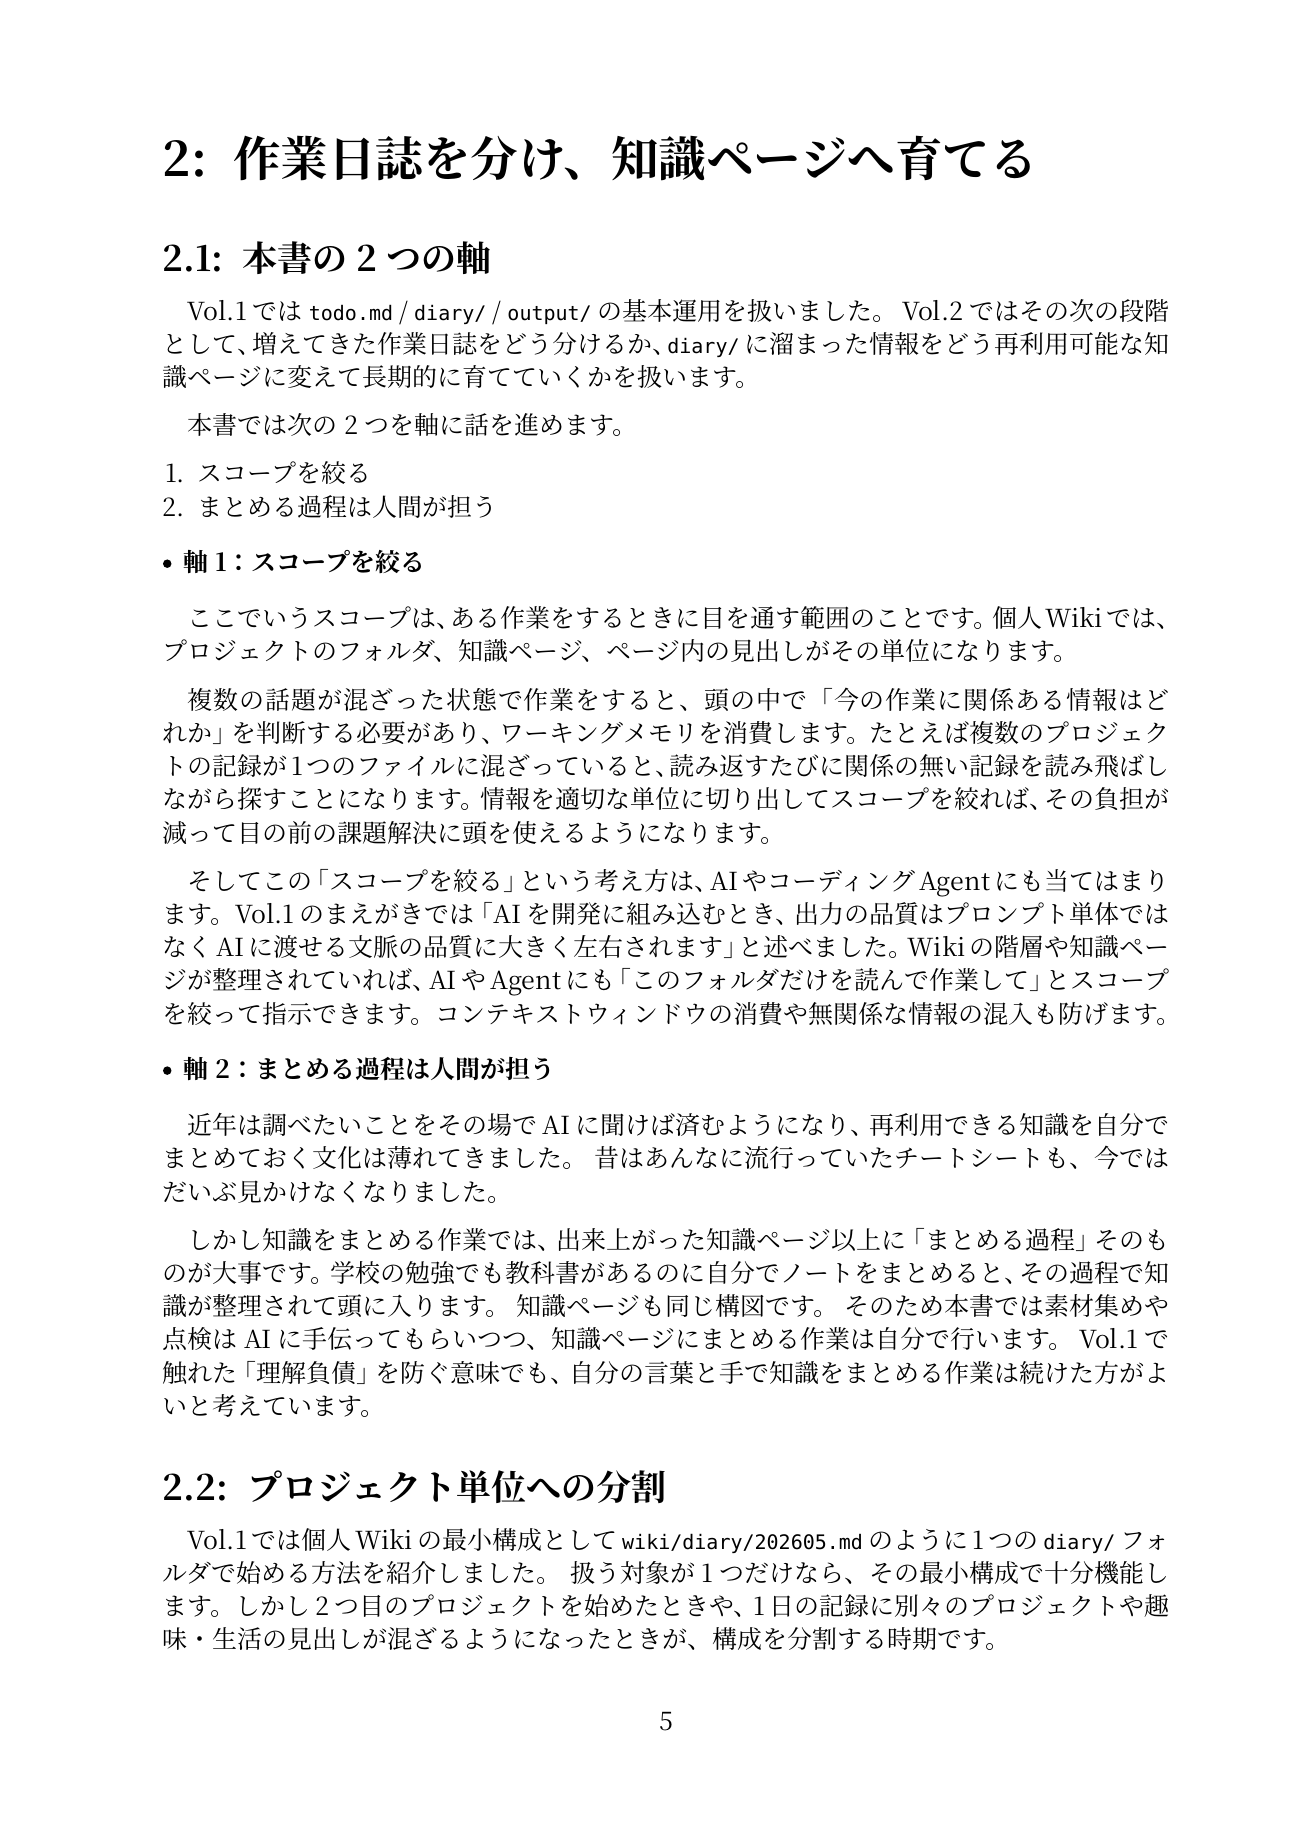 2: 作業日誌を分け、知識ページへ育てる
2.1: 本書の 2 つの軸
Vol.1 では todo.md / diary/ / output/ の基本運用を扱いました。 Vol.2 ではその次の段階
として、増えてきた作業日誌をどう分けるか、diary/ に溜まった情報をどう再利用可能な知
識ページに変えて長期的に育てていくかを扱います。
本書では次の 2 つを軸に話を進めます。
1. スコープを絞る
2. まとめる過程は人間が担う
• 軸 1：スコープを絞る
ここでいうスコープは、ある作業をするときに目を通す範囲のことです。個人 Wiki では、
プロジェクトのフォルダ、知識ページ、ページ内の見出しがその単位になります。
複数の話題が混ざった状態で作業をすると、頭の中で「今の作業に関係ある情報はど
れか」を判断する必要があり、ワーキングメモリを消費します。たとえば複数のプロジェク
トの記録が1つのファイルに混ざっていると、読み返すたびに関係の無い記録を読み飛ばし
ながら探すことになります。情報を適切な単位に切り出してスコープを絞れば、その負担が
減って目の前の課題解決に頭を使えるようになります。
そしてこの「スコープを絞る」という考え方は、AI やコーディング Agent にも当てはまり
ます。Vol.1 のまえがきでは「AI を開発に組み込むとき、出力の品質はプロンプト単体では
なく AI に渡せる文脈の品質に大きく左右されます」と述べました。Wiki の階層や知識ペー
ジが整理されていれば、AI や Agent にも「このフォルダだけを読んで作業して」とスコープ
を絞って指示できます。コンテキストウィンドウの消費や無関係な情報の混入も防げます。
• 軸 2：まとめる過程は人間が担う
近年は調べたいことをその場で AI に聞けば済むようになり、再利用できる知識を自分で
まとめておく文化は薄れてきました。 昔はあんなに流行っていたチートシートも、今では
だいぶ見かけなくなりました。
しかし知識をまとめる作業では、出来上がった知識ページ以上に「まとめる過程」そのも
のが大事です。学校の勉強でも教科書があるのに自分でノートをまとめると、その過程で知
識が整理されて頭に入ります。 知識ページも同じ構図です。 そのため本書では素材集めや
点検は AI に手伝ってもらいつつ、知識ページにまとめる作業は自分で行います。 Vol.1 で
触れた「理解負債」を防ぐ意味でも、自分の言葉と手で知識をまとめる作業は続けた方がよ
いと考えています。
2.2: プロジェクト単位への分割
Vol.1 では個人 Wiki の最小構成として wiki/diary/202605.md のように 1 つの diary/ フォ
ルダで始める方法を紹介しました。 扱う対象が 1 つだけなら、その最小構成で十分機能し
ます。しかし 2 つ目のプロジェクトを始めたときや、1 日の記録に別々のプロジェクトや趣
味・生活の見出しが混ざるようになったときが、構成を分割する時期です。
5